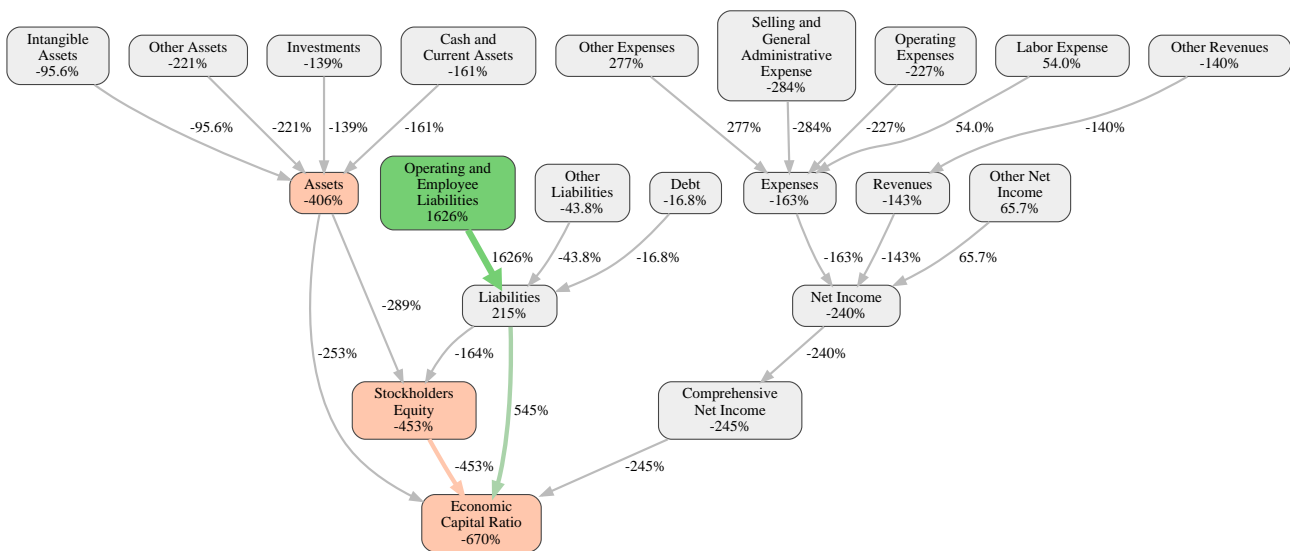 Intangible
Assets
-95.6%
Other Assets
-221%
Investments
-139%
Cash and
Current Assets
-161%
Other Expenses
277%
Selling and
General
Administrative
Expense
-284%
Operating
Expenses
-227%
Labor Expense
54.0%
Other Revenues
-140%
-95.6%
-221%
-139%
-161%
277%
-284%
-227%
54.0%
-140%
Assets
-406%
Operating and
Employee
Liabilities
1626%
Other
Liabilities
-43.8%
Debt
-16.8%
Expenses
-163%
Revenues
-143%
Other Net
Income
65.7%
1626%
-43.8%
-16.8%
-163%
-143%
65.7%
-289%
Liabilities
215%
Net Income
-240%
-253%
-164%
-240%
Stockholders
Equity
-453%
545%
Comprehensive
Net Income
-245%
-453%
-245%
Economic
Capital Ratio
-670%